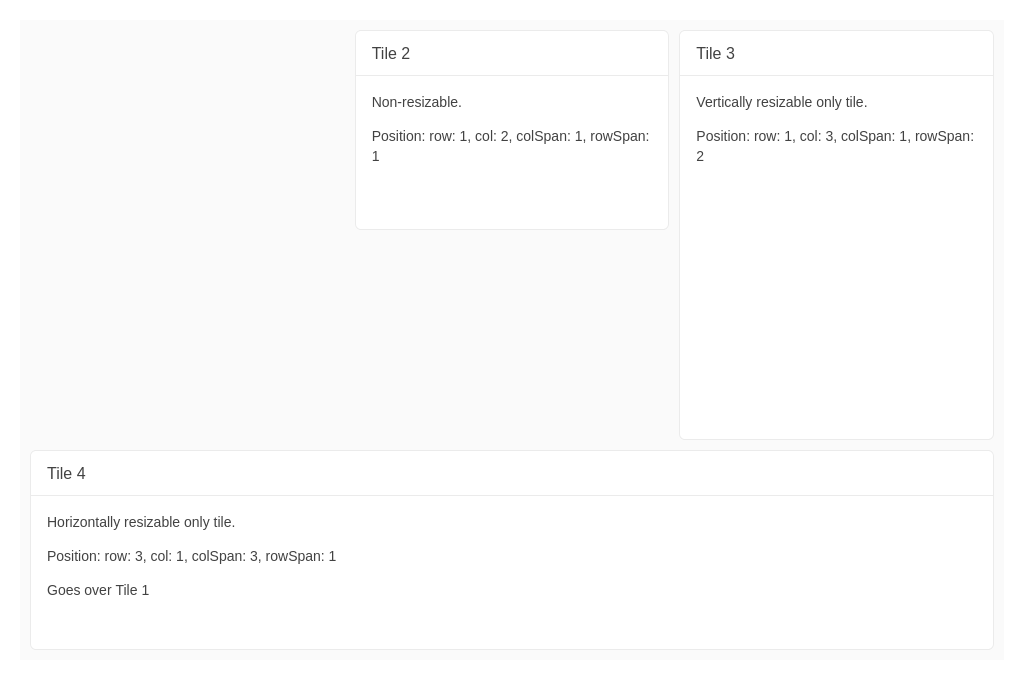 Tile 2
Non-resizable.
Position: row: 1, col: 2, colSpan: 1, rowSpan:
1
Tile 3
Vertically resizable only tile.
Position: row: 1, col: 3, colSpan: 1, rowSpan:
2
Tile 4
Horizontally resizable only tile.
Position: row: 3, col: 1, colSpan: 3, rowSpan: 1
Goes over Tile 1